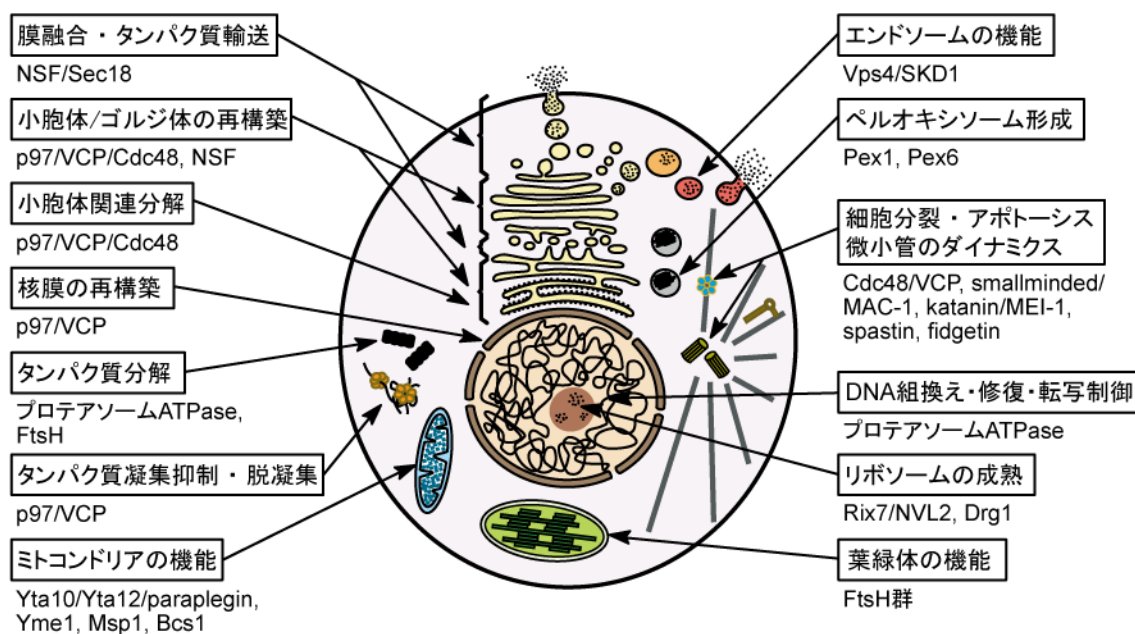 膜融合・タンパク質輸送
NSF/Sec18
小胞体/ゴルジ体の再構築
p97/VCP/Cdc48, NSF
小胞体関連分解
p97/VCP/Cdc48
核膜の再構築
p97/VCP
タンパク質分解
プロテアソームATPase,
FtsH
タンパク質凝集抑制・脱凝集
p97/VCP
ミトコンドリアの機能
Yta10/Yta12/paraplegin,
Yme1, Msp1, Bcs1
エンドソームの機能
Vps4/SKD1
ペルオキシソーム形成
Pex1, Pex6
細胞分裂・アポトーシス
微小管のダイナミクス
Cdc48/VCP, smallminded/
MAC-1, katanin/MEI-1,
spastin, fidgetin
DNA組換え・修復・転写制御
プロテアソームATPase
リボソームの成熟
Rix7/NVL2, Drg1
葉緑体の機能
FtsH群